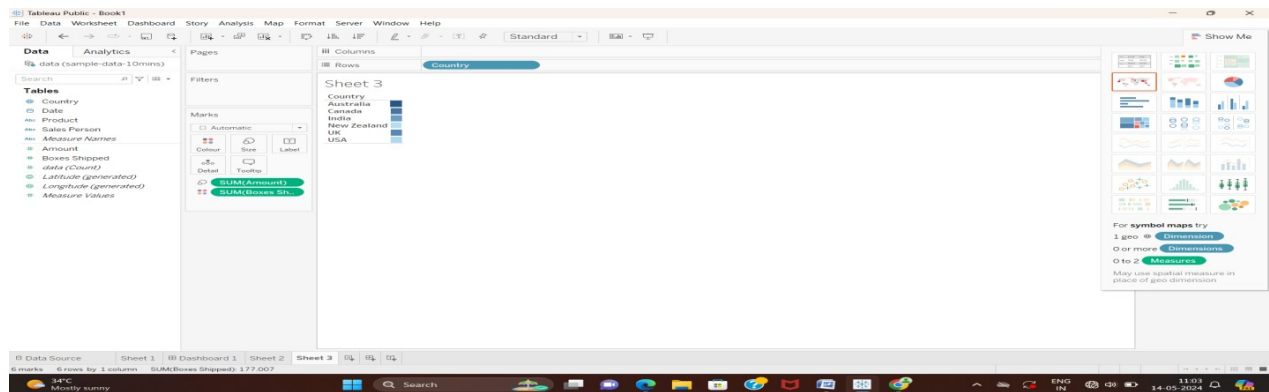 Tableau Public - Book1
File Data Worksheet Dashboard Story Analysis Map Format Server Window Help
Standard
Show Me
Data Analytics
data (sample-data-10mins)
Search
Tables
Country
Date
Abc Product
Abc Sales Person
Abc Measure Names
Amount
Boxes Shipped
data (Count)
Latitude (generated)
Longitude (generated)
Measure Values
Pages
Filters
Marks
Automatic
Colour Size Label
Detail Tooltip
SUM(Amount)
SUM(Boxes Sh..
Columns
Rows Country
Sheet 3
Country
Australia
Canada
India
New Zealand
UK
USA
For symbol maps try
1 geo Dimension
0 or more Dimensions
0 to 2 Measures
May use spatial measure in
place of geo dimension
Data Source Sheet 1 Dashboard 1 Sheet 2 Sheet 3
6 marks 6 rows by 1 column SUM(Boxes Shipped): 177,007
34°C
Mostly sunny
Search
ENG
IN
11:03
14-05-2024